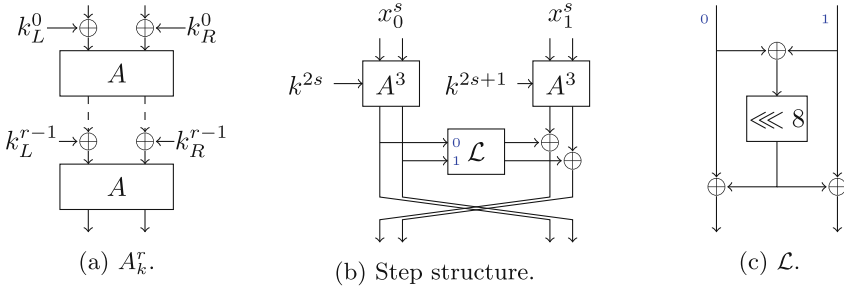 k_L^0 k_R^0
A
k_L^{r-1} k_R^{r-1}
A
(a) A_k^r.
x_0^s x_1^s
k^{2s} A^3 k^{2s+1} A^3
0
1
ℒ
(b) Step structure.
0 1
⋘ 8
(c) ℒ.